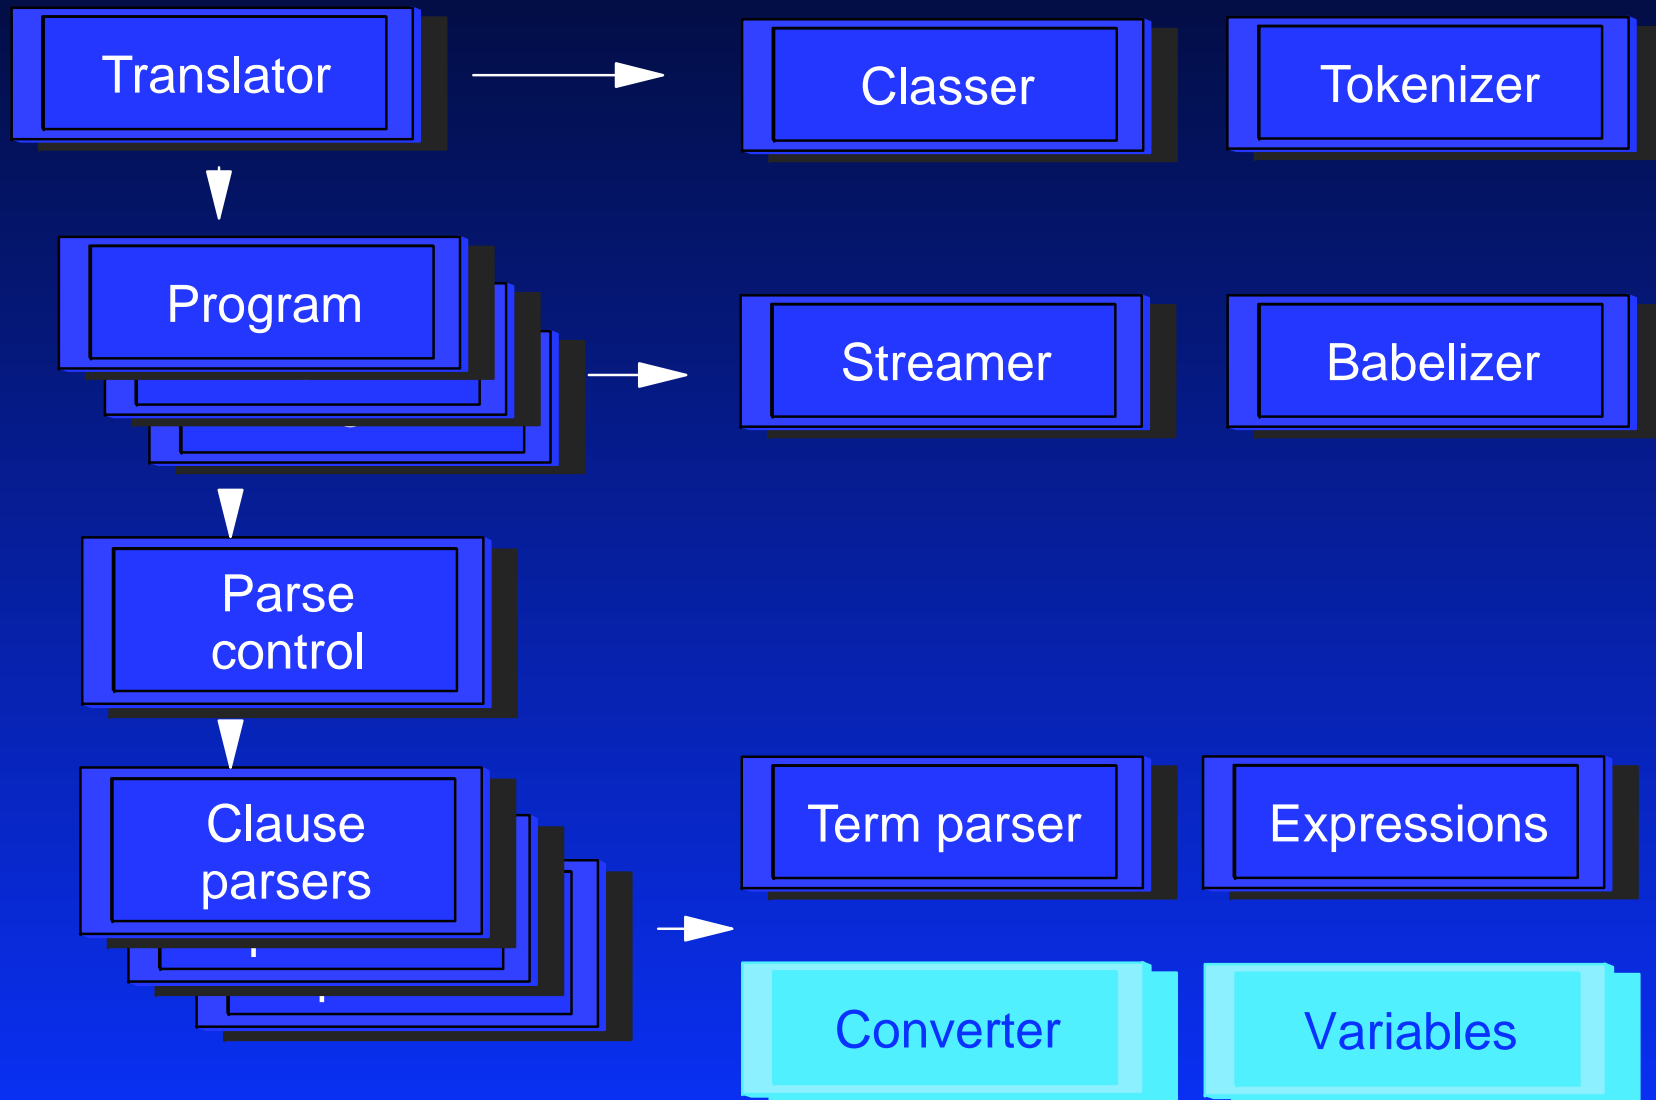 Translator
Classer
Tokenizer
Program
Streamer
Babelizer
Parse
control
Clause
parsers
Term parser
Expressions
Converter
Variables